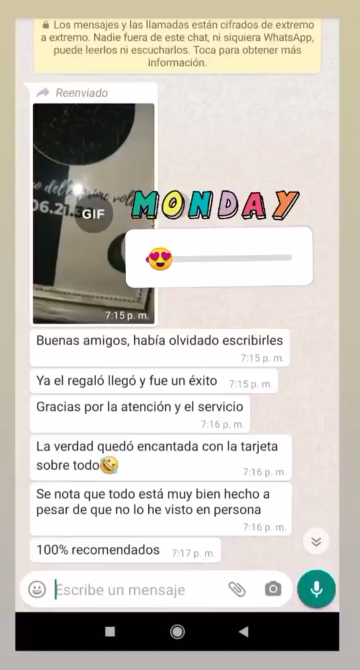 Los mensajes y las llamadas están cifrados de extremo
a extremo. Nadie fuera de este chat, ni siquiera WhatsApp,
puede leerlos ni escucharlos. Toca para obtener más
información.
Reenviado
06.21
GIF
7:15 p. m.
MONDAY
Buenas amigos, había olvidado escribirles
7:15 p. m.
Ya el regaló llegó y fue un éxito 7:15 p. m.
Gracias por la atención y el servicio
7:16 p. m.
La verdad quedó encantada con la tarjeta
sobre todo
7:16 p. m.
Se nota que todo está muy bien hecho a
pesar de que no lo he visto en persona
7:16 p. m.
100% recomendados 7:17 p. m.
Escribe un mensaje